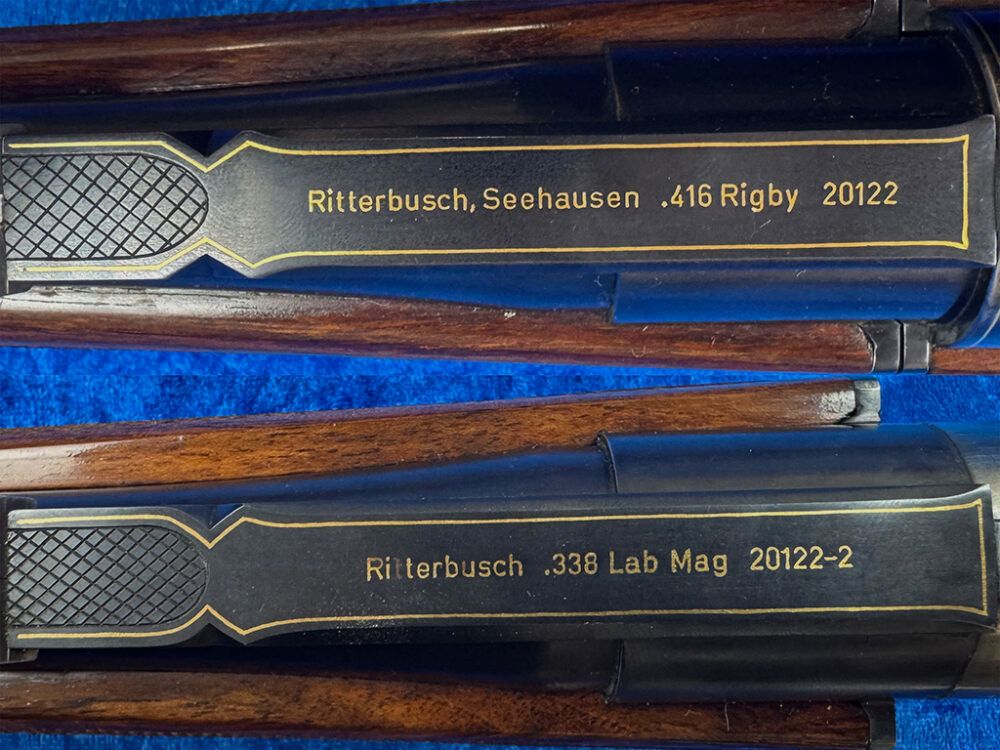 Ritterbusch, Seehausen .416 Rigby 20122
Ritterbusch .338 Lab Mag 20122-2